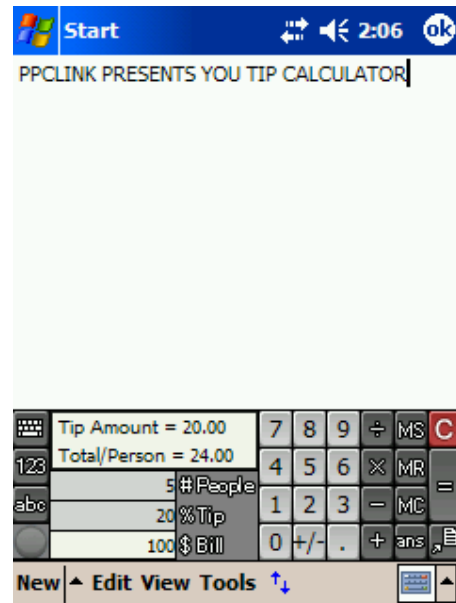 Start 2:06 ok
PPCLINK PRESENTS YOU TIP CALCULATOR
Tip Amount = 20.00 7 8 9 ÷ MS C
Total/Person = 24.00
123 5 # People 4 5 6 × MR =
abc 20 %Tip 1 2 3 − MC
100 $ Bill 0 +/- . + ans
New Edit View Tools